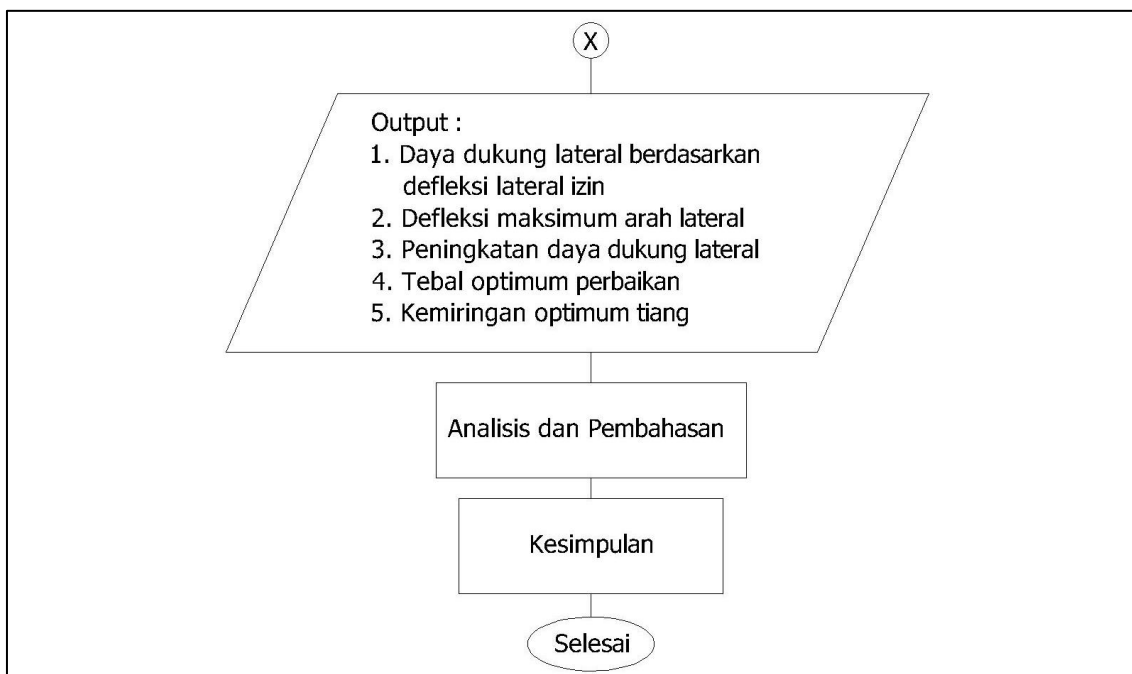 X
Output :
1. Daya dukung lateral berdasarkan
defleksi lateral izin
2. Defleksi maksimum arah lateral
3. Peningkatan daya dukung lateral
4. Tebal optimum perbaikan
5. Kemiringan optimum tiang
Analisis dan Pembahasan
Kesimpulan
Selesai